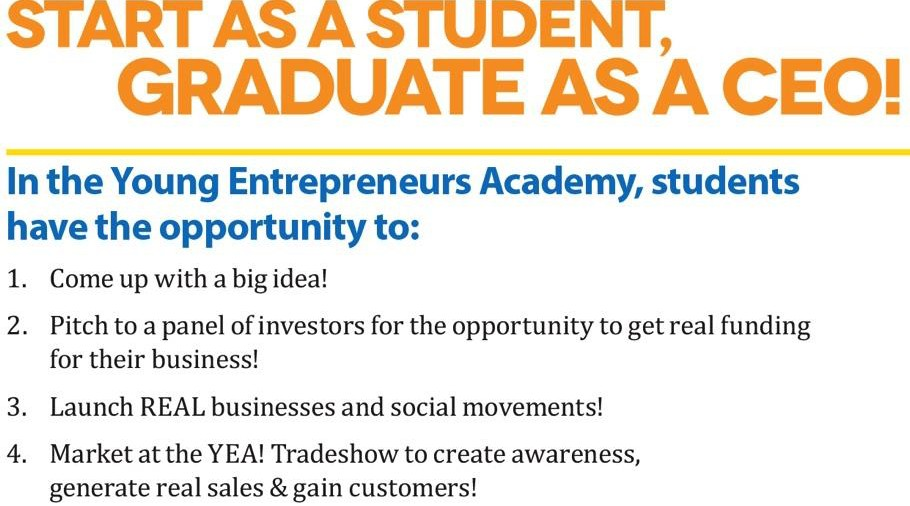 START AS A STUDENT,
GRADUATE AS A CEO!
In the Young Entrepreneurs Academy, students
have the opportunity to:
1. Come up with a big idea!
2. Pitch to a panel of investors for the opportunity to get real funding
for their business!
3. Launch REAL businesses and social movements!
4. Market at the YEA! Tradeshow to create awareness,
generate real sales & gain customers!